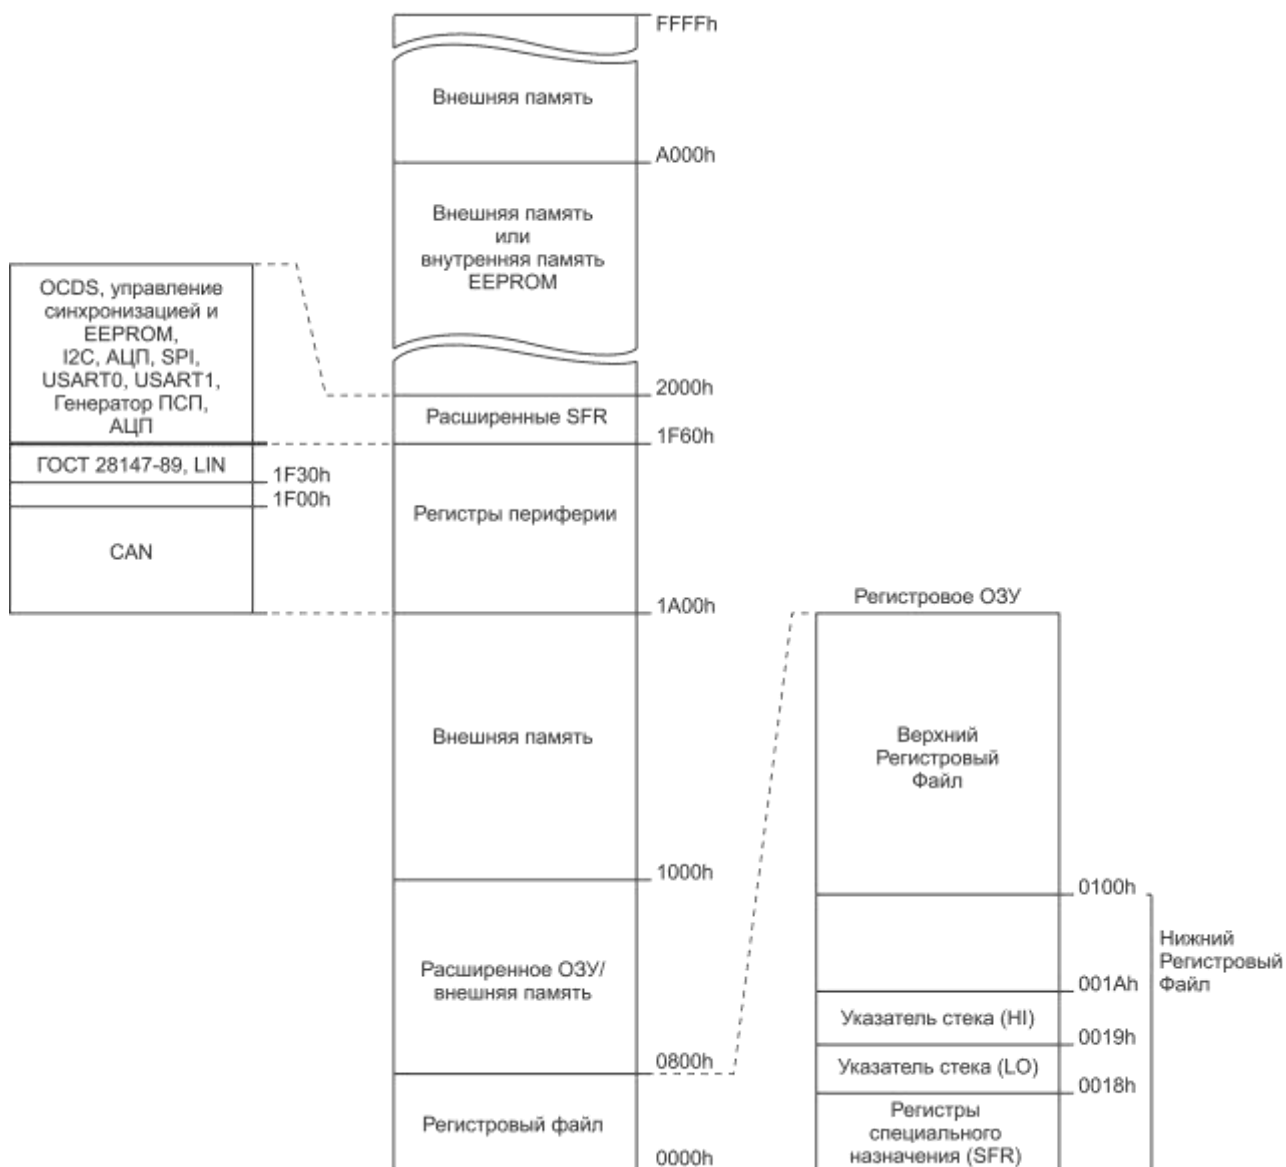 FFFFh
Внешняя память
A000h
Внешняя память
или
внутренняя память
EEPROM
OCDS, управление
синхронизацией и
EEPROM,
I2C, АЦП, SPI,
USART0, USART1,
Генератор ПСП,
АЦП
2000h
Расширенные SFR
1F60h
ГОСТ 28147-89, LIN
1F30h
1F00h
Регистры периферии
CAN
1A00h
Регистровое ОЗУ
Внешняя память
Верхний
Регистровый
Файл
1000h
0100h
Нижний
Регистровый
Файл
Расширенное ОЗУ/
внешняя память
001Ah
Указатель стека (HI)
0019h
0800h
Указатель стека (LO)
0018h
Регистровый файл
Регистры
специального
назначения (SFR)
0000h